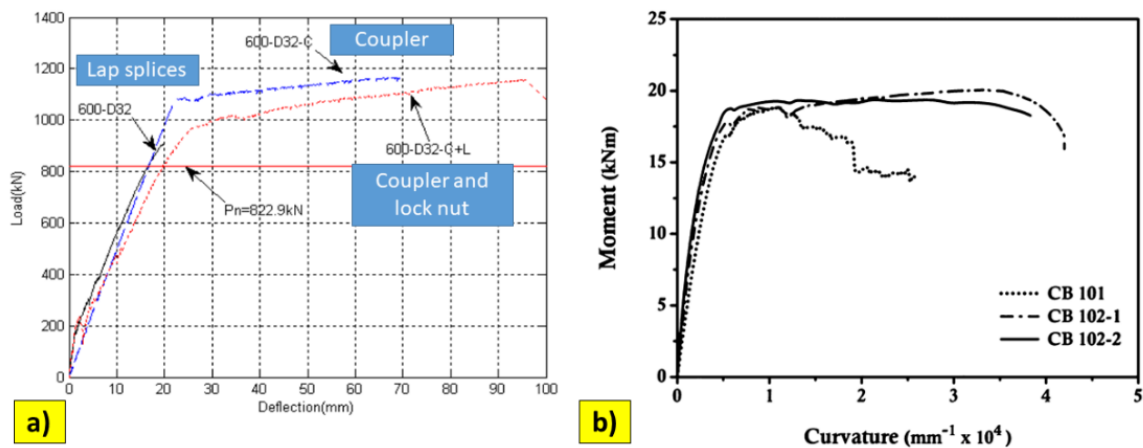 1400
1200
1000
800
600
400
200
0
Load(kN)
0 10 20 30 40 50 60 70 80 90 100
Deflection(mm)
600-D32-C
Coupler
Lap splices
600-D32
600-D32-C+L
Coupler and
lock nut
Pn=822.9kN
a)
25
20
15
10
5
0
Moment (kNm)
CB 101
CB 102-1
CB 102-2
0 1 2 3 4 5
Curvature (mm⁻¹ x 10⁴)
b)